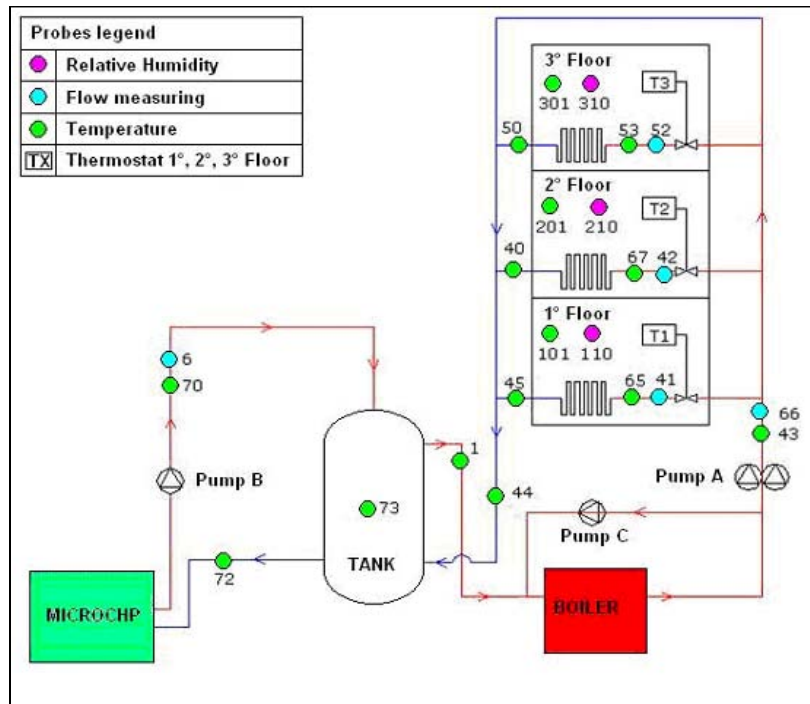 Probes legend
Relative Humidity
Flow measuring
Temperature
TX Thermostat 1°, 2°, 3° Floor
3° Floor
301 310
T3
50
53 52
2° Floor
201 210
T2
40
67 42
1° Floor
101 110
T1
45
65 41
6
70
66
43
Pump A
Pump B
1
44
73
Pump C
TANK
72
MICROCHP
BOILER